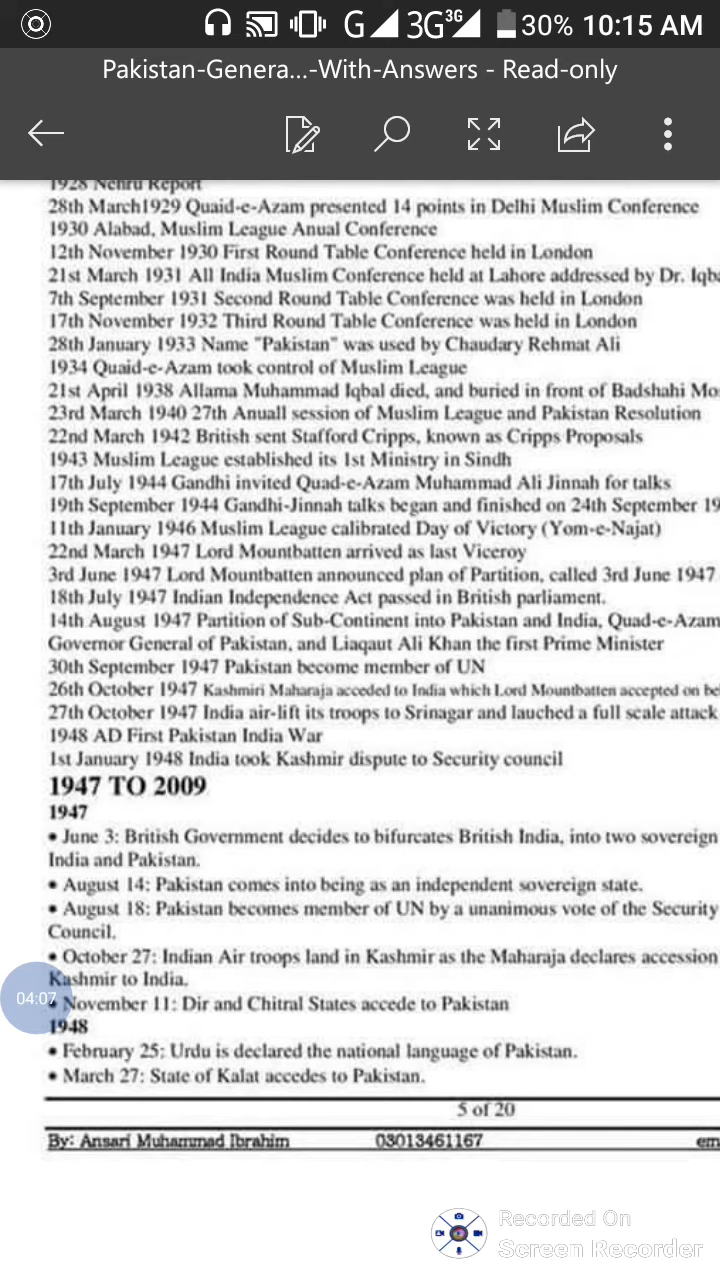 G 3G 3G 30% 10:15 AM
Pakistan-Genera...-With-Answers - Read-only
1928 Nehru Report
28th March1929 Quaid-e-Azam presented 14 points in Delhi Muslim Conference
1930 Alabad, Muslim League Anual Conference
12th November 1930 First Round Table Conference held in London
21st March 1931 All India Muslim Conference held at Lahore addressed by Dr. Iqba
7th September 1931 Second Round Table Conference was held in London
17th November 1932 Third Round Table Conference was held in London
28th January 1933 Name "Pakistan" was used by Chaudary Rehmat Ali
1934 Quaid-e-Azam took control of Muslim League
21st April 1938 Allama Muhammad Iqbal died, and buried in front of Badshahi Mo
23rd March 1940 27th Anuall session of Muslim League and Pakistan Resolution
22nd March 1942 British sent Stafford Cripps, known as Cripps Proposals
1943 Muslim League established its 1st Ministry in Sindh
17th July 1944 Gandhi invited Quad-e-Azam Muhammad Ali Jinnah for talks
19th September 1944 Gandhi-Jinnah talks began and finished on 24th September 19
11th January 1946 Muslim League calibrated Day of Victory (Yom-e-Najat)
22nd March 1947 Lord Mountbatten arrived as last Viceroy
3rd June 1947 Lord Mountbatten announced plan of Partition, called 3rd June 1947
18th July 1947 Indian Independence Act passed in British parliament.
14th August 1947 Partition of Sub-Continent into Pakistan and India, Quad-e-Azam
Governor General of Pakistan, and Liaqaut Ali Khan the first Prime Minister
30th September 1947 Pakistan become member of UN
26th October 1947 Kashmiri Maharaja acceded to India which Lord Mountbatten accepted on be
27th October 1947 India air-lift its troops to Srinagar and lauched a full scale attack
1948 AD First Pakistan India War
1st January 1948 India took Kashmir dispute to Security council
1947 TO 2009
1947
• June 3: British Government decides to bifurcates British India, into two sovereign
India and Pakistan.
• August 14: Pakistan comes into being as an independent sovereign state.
• August 18: Pakistan becomes member of UN by a unanimous vote of the Security
Council.
• October 27: Indian Air troops land in Kashmir as the Maharaja declares accession
Kashmir to India.
04:07
• November 11: Dir and Chitral States accede to Pakistan
1948
• February 25: Urdu is declared the national language of Pakistan.
• March 27: State of Kalat accedes to Pakistan.
5 of 20
By: Ansari Muhammad Ibrahim 03013461167 em
Recorded On
Screen Recorder